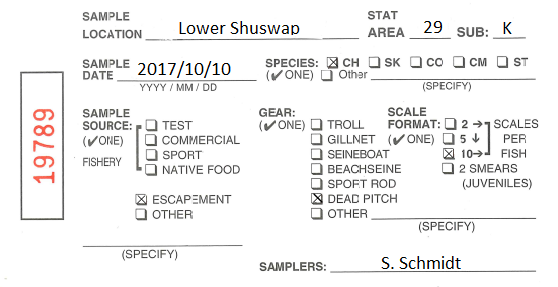 SAMPLE LOCATION Lower Shuswap STAT AREA 29 SUB: K
SAMPLE DATE 2017/10/10 SPECIES: ☒ CH ☐ SK ☐ CO ☐ CM ☐ ST
YYYY / MM / DD (✓ ONE) ☐ Other
(SPECIFY)
19789
SAMPLE SOURCE:
(✓ ONE)
FISHERY
☐ TEST
☐ COMMERCIAL
☐ SPORT
☐ NATIVE FOOD
☒ ESCAPEMENT
☐ OTHER
(SPECIFY)
GEAR:
(✓ ONE)
☐ TROLL
☐ GILLNET
☐ SEINEBOAT
☐ BEACHSEINE
☐ SPORT ROD
☒ DEAD PITCH
☐ OTHER
(SPECIFY)
SCALE FORMAT:
(✓ ONE)
☐ 2 → SCALES
☐ 5 ↓ PER
☒ 10 → FISH
☐ 2 SMEARS
(JUVENILES)
SAMPLERS: S. Schmidt